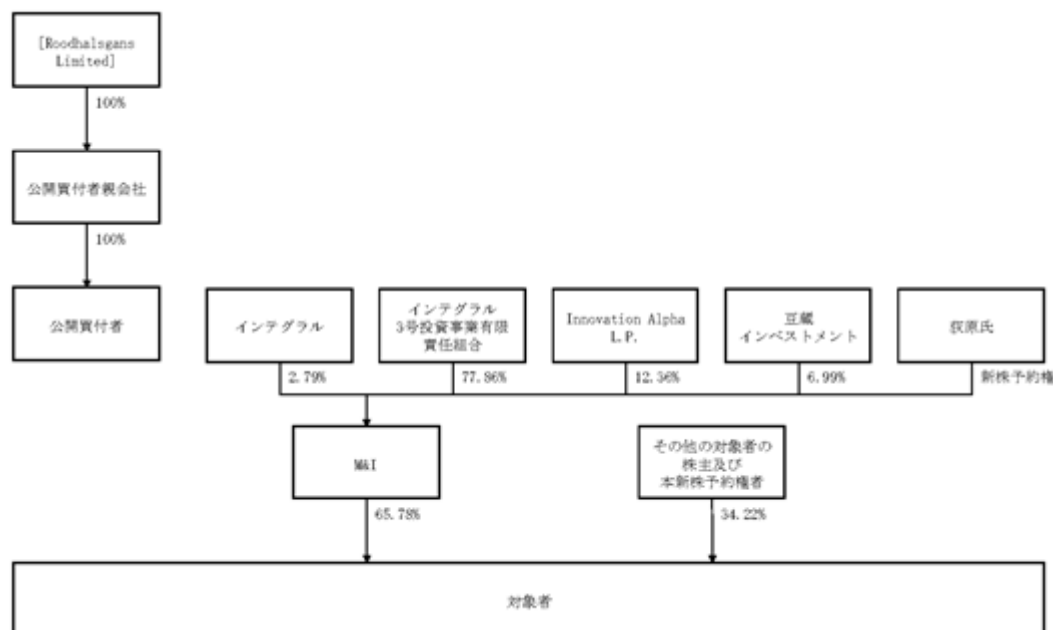 [Roodhalsgans
Limited]
100%
公開買付者親会社
100%
公開買付者
インテグラル
インテグラル
3号投資事業有限
責任組合
Innovation Alpha
L.P.
豆蔵
インベストメント
荻原氏
2.79%
77.86%
12.36%
6.99%
新株予約権
M&I
その他の対象者の
株主及び
本新株予約権者
65.78%
34.22%
対象者